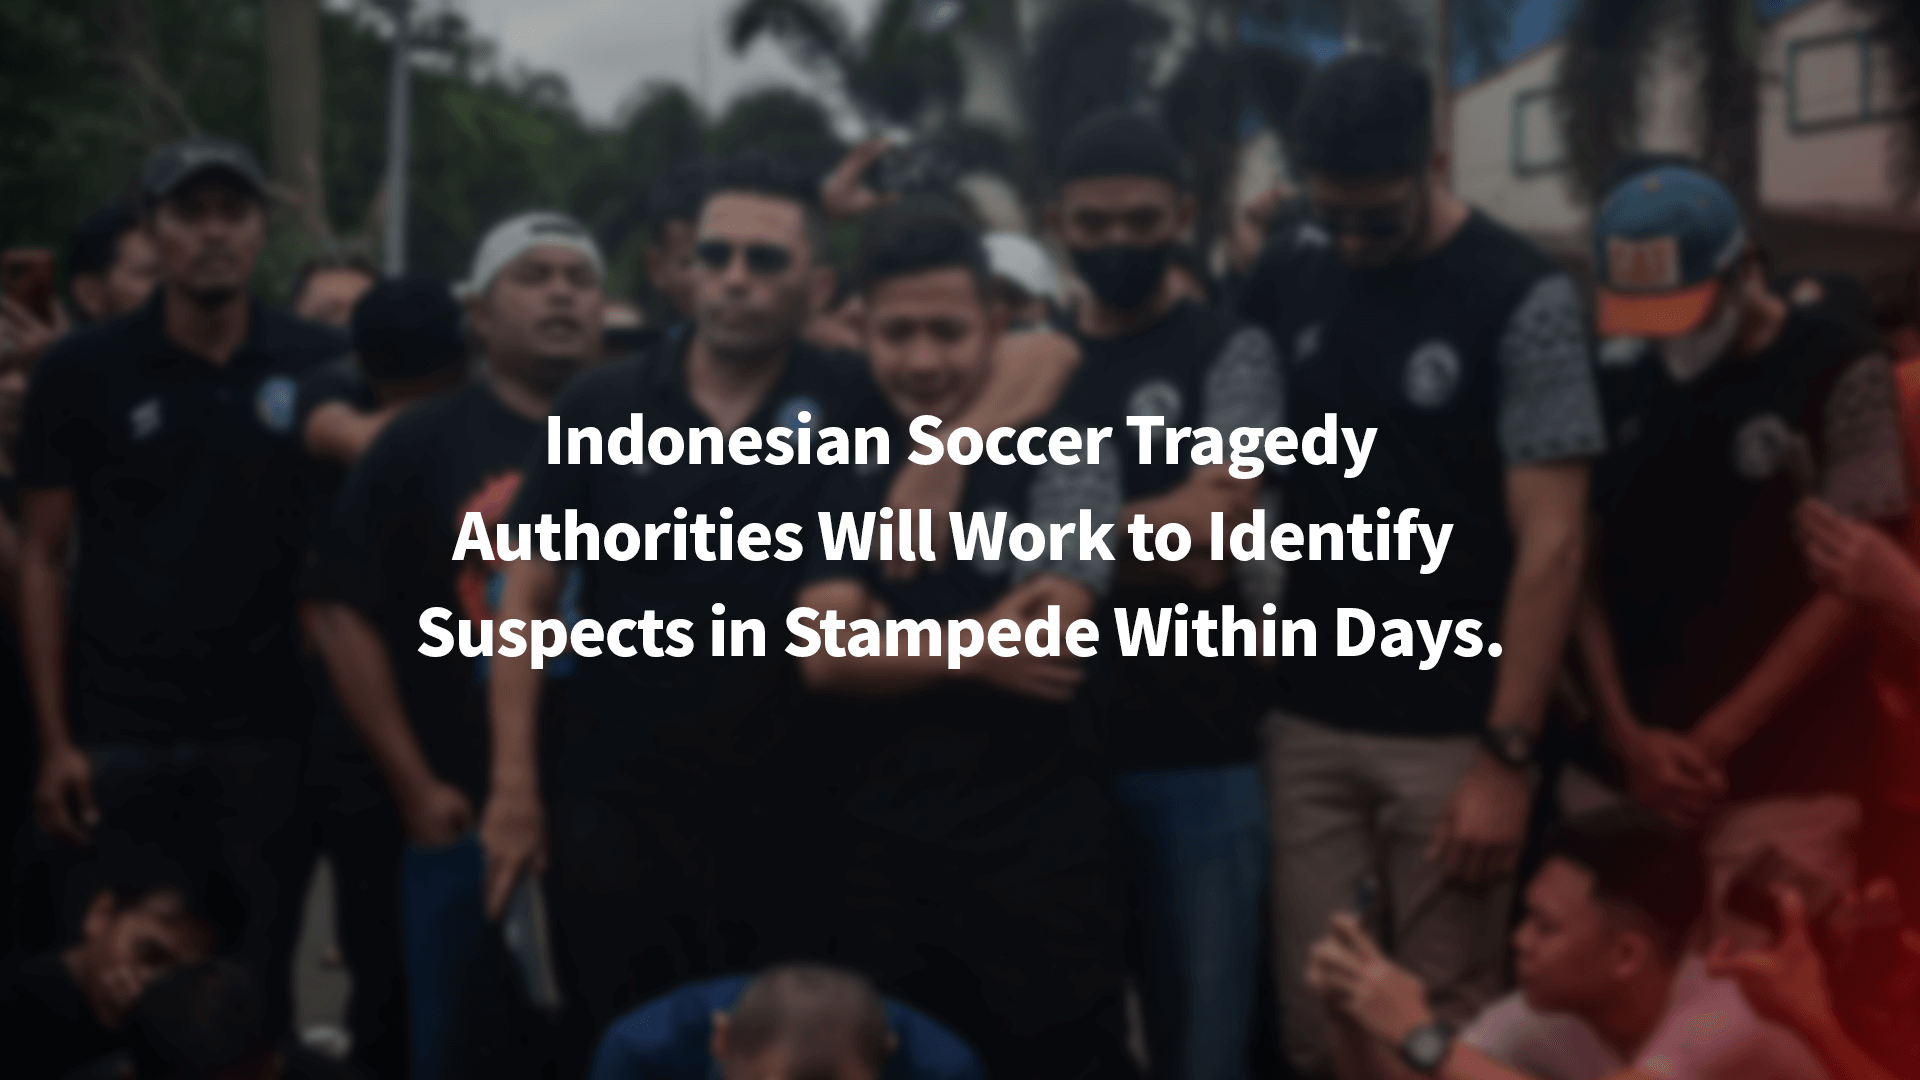 Indonesian Soccer Tragedy
Authorities Will Work to Identify
Suspects in Stampede Within Days.